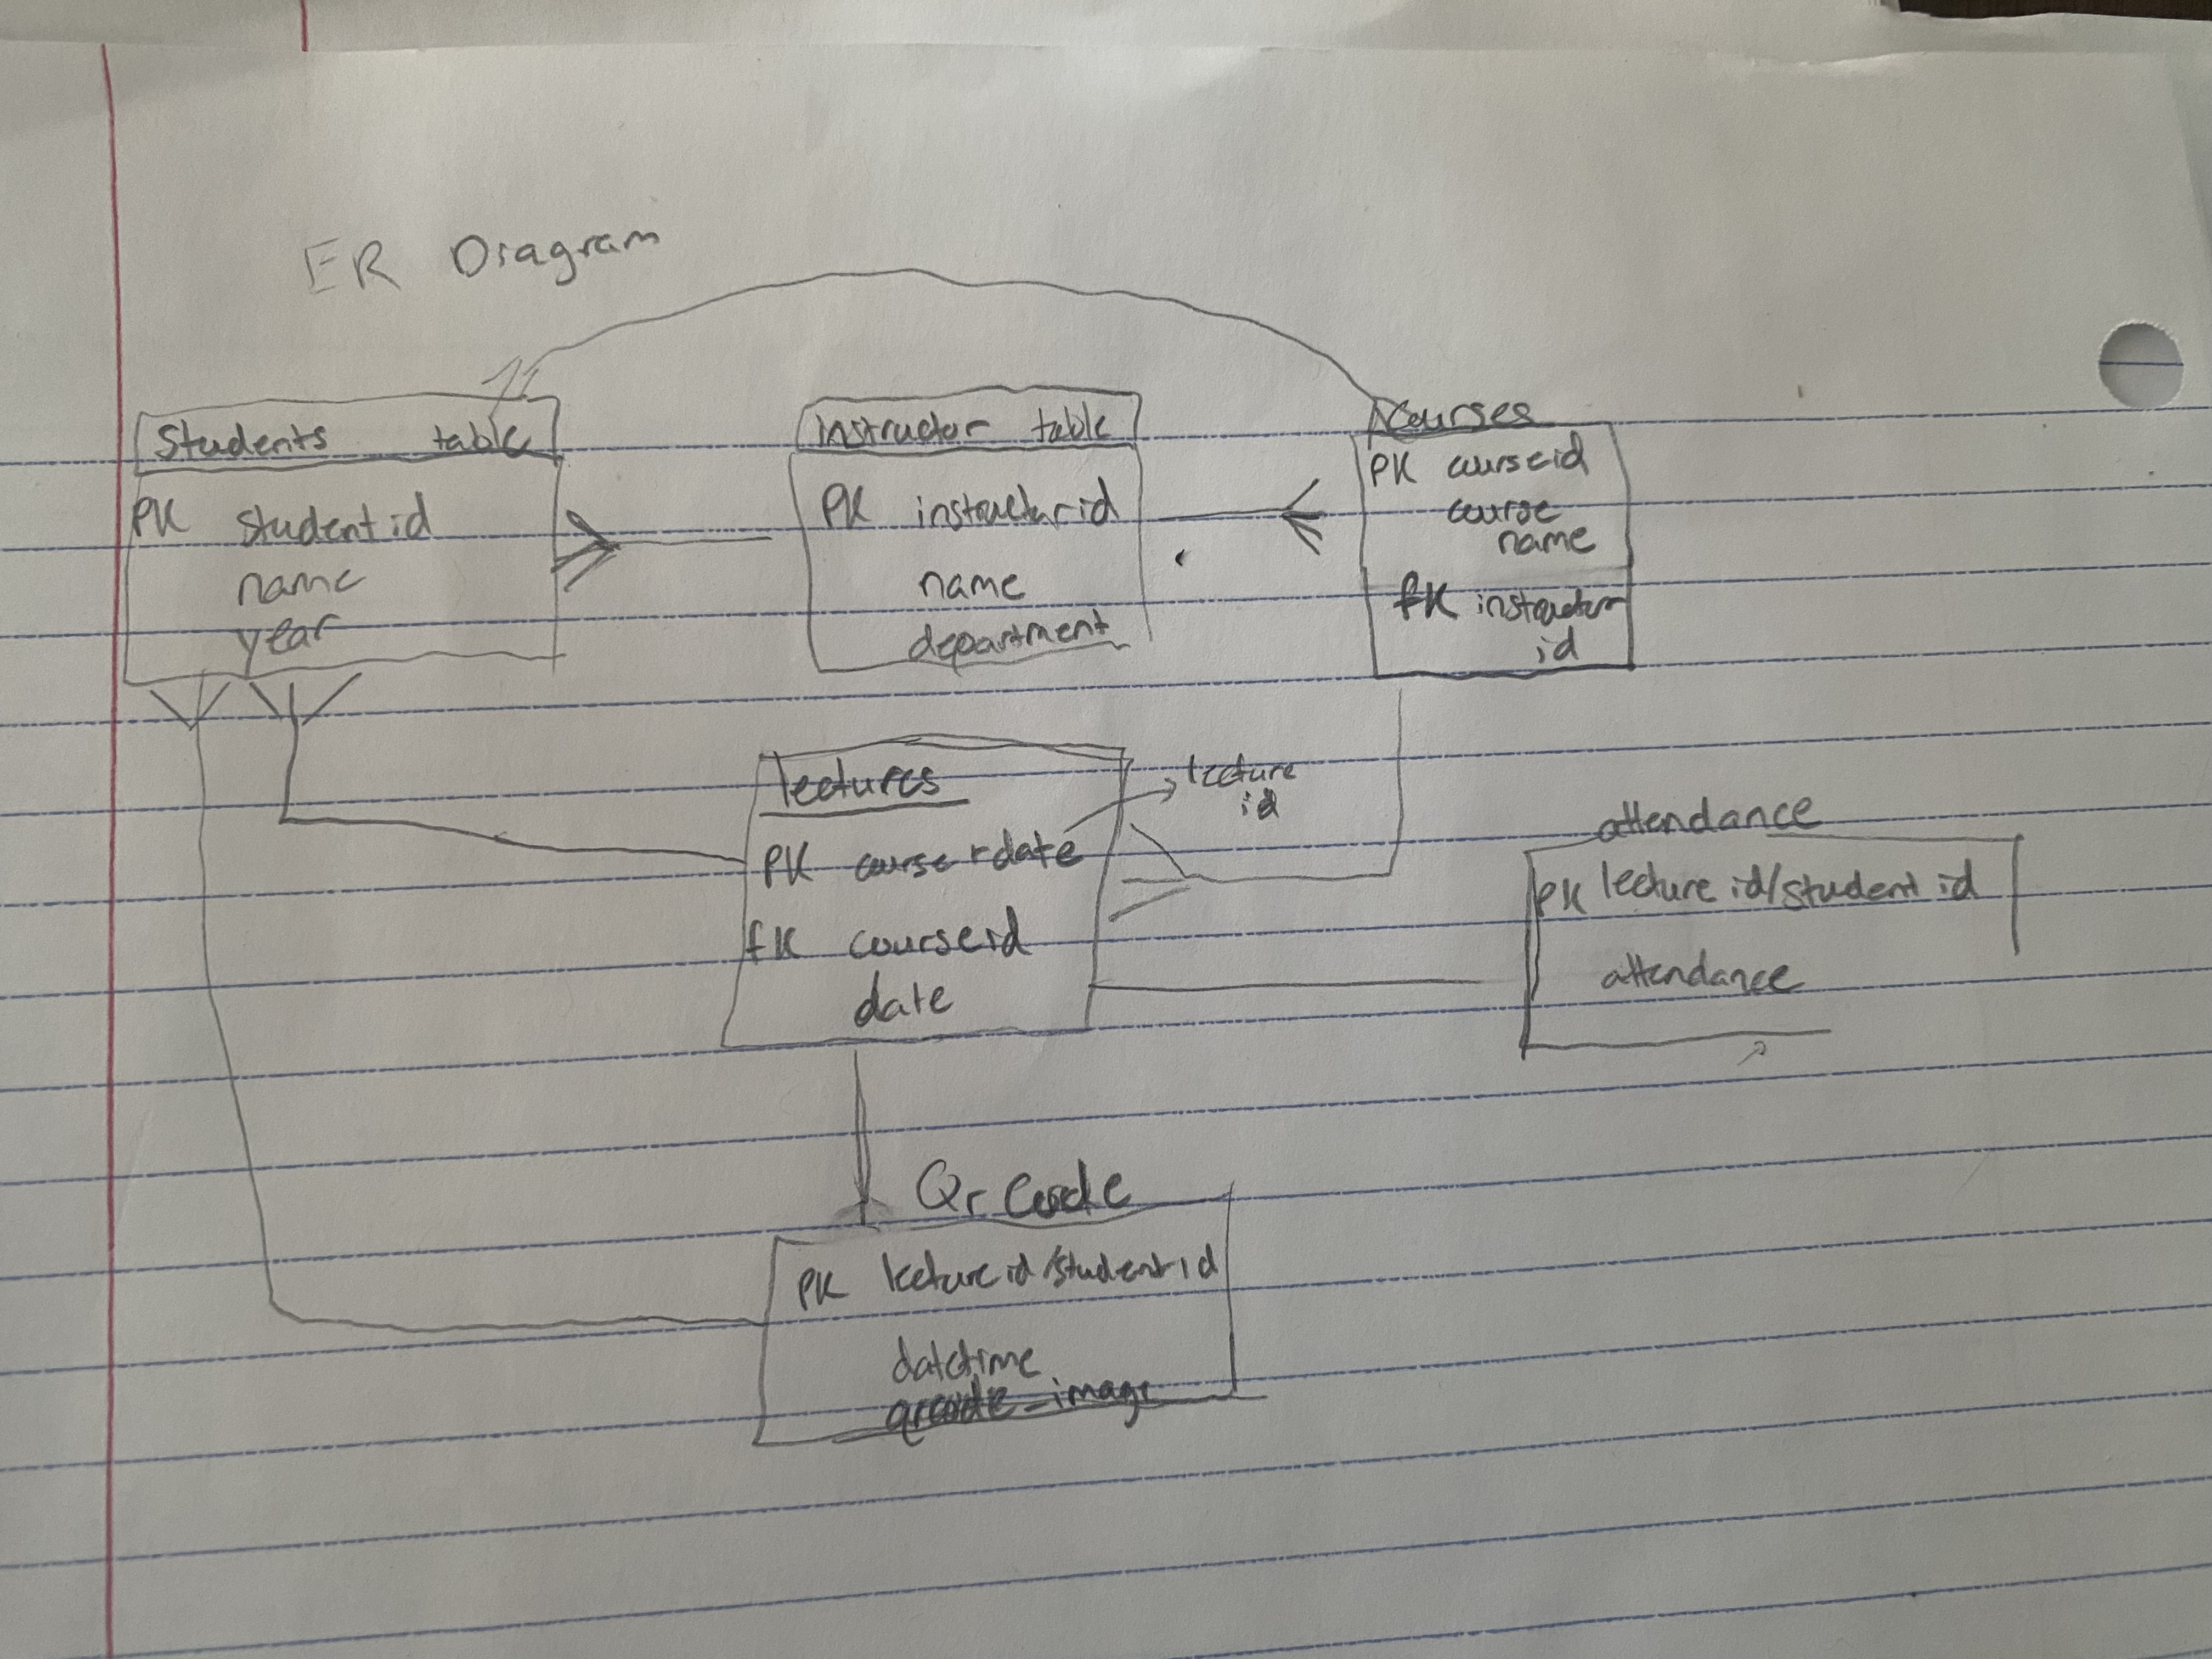 ER Diagram
Students table
PK student id
name
year
Instructor table
PK instructor id
name
department
Courses
PK course id
course
name
FK instructor
id
lectures
PK course + date
lecture
id
fK course id
date
attendance
PK lecture id/student id
attendance
Qr Code
PK lecture id/student id
datetime